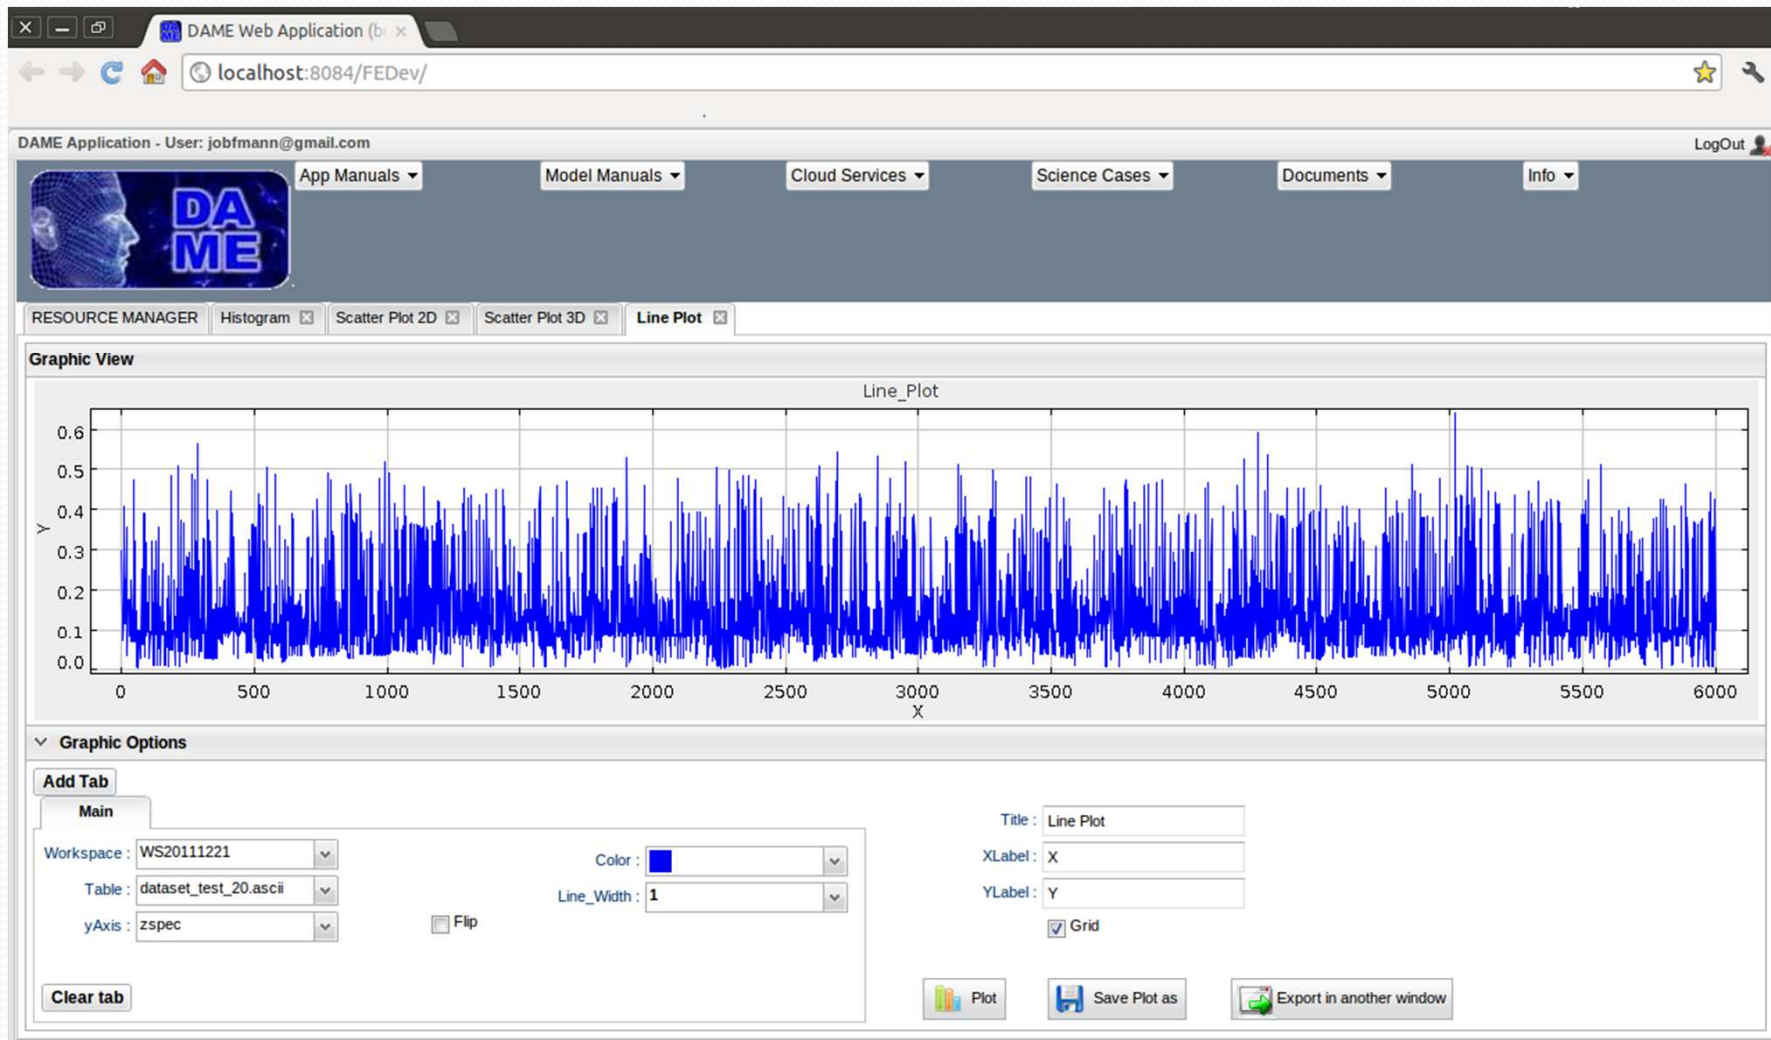 DAME Web Application (b
localhost:8084/FEDev/
DAME Application - User: jobfmann@gmail.com
LogOut
DA
ME
App Manuals
Model Manuals
Cloud Services
Science Cases
Documents
Info
RESOURCE MANAGER
Histogram
Scatter Plot 2D
Scatter Plot 3D
Line Plot
Graphic View
Line_Plot
0.6
0.5
0.4
0.3
0.2
0.1
0.0
Y
0 500 1000 1500 2000 2500 3000 3500 4000 4500 5000 5500 6000
X
Graphic Options
Add Tab
Main
Workspace : WS20111221
Table : dataset_test_20.ascii
yAxis : zspec
Flip
Color :
Line_Width : 1
Title : Line Plot
XLabel : X
YLabel : Y
Grid
Clear tab
Plot
Save Plot as
Export in another window